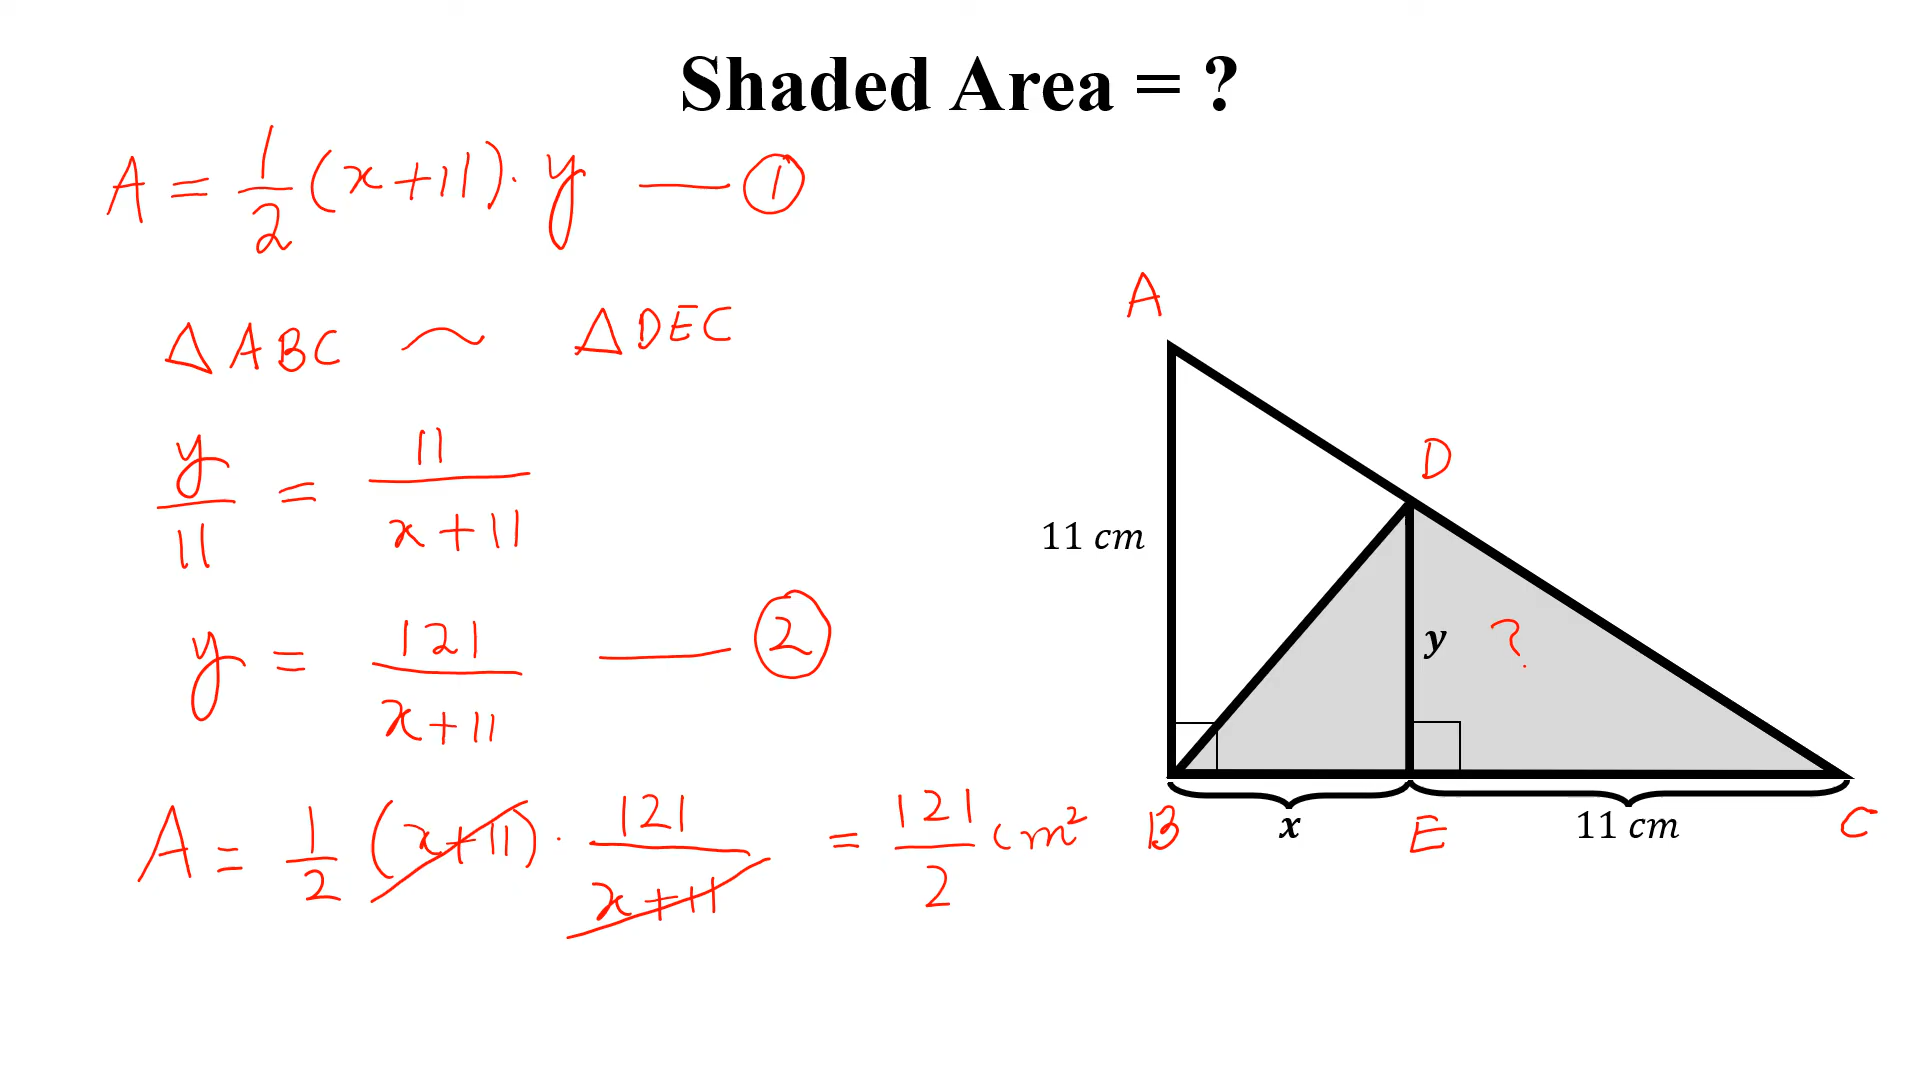 Shaded Area = ?
A = 1/2 (x+11) · y — ①
△ABC ~ △DEC
y/11 = 11/(x+11)
y = 121/(x+11) — ②
A = 1/2 (x+11) · 121/(x+11) = 121/2 cm²
A
D
11 cm
y ?
B x E 11 cm C